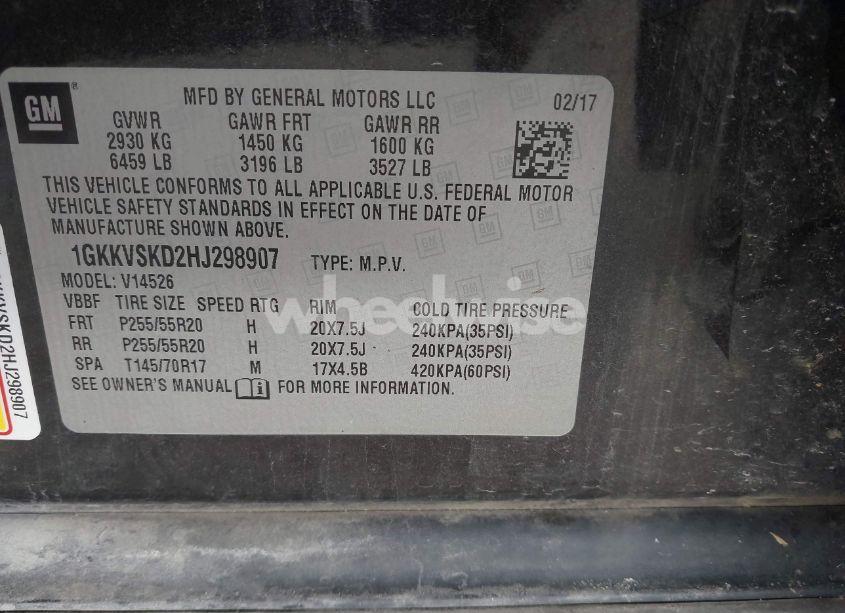 GM
MFD BY GENERAL MOTORS LLC 02/17
GVWR GAWR FRT GAWR RR
2930 KG 1450 KG 1600 KG
6459 LB 3196 LB 3527 LB
THIS VEHICLE CONFORMS TO ALL APPLICABLE U.S. FEDERAL MOTOR
VEHICLE SAFETY STANDARDS IN EFFECT ON THE DATE OF
MANUFACTURE SHOWN ABOVE.
1GKKVSKD2HJ298907 TYPE: M.P.V.
MODEL: V14526
VBBF TIRE SIZE SPEED RTG RIM COLD TIRE PRESSURE
FRT P255/55R20 H 20X7.5J 240KPA(35PSI)
RR P255/55R20 H 20X7.5J 240KPA(35PSI)
SPA T145/70R17 M 17X4.5B 420KPA(60PSI)
SEE OWNER'S MANUAL FOR MORE INFORMATION.
wheelwise